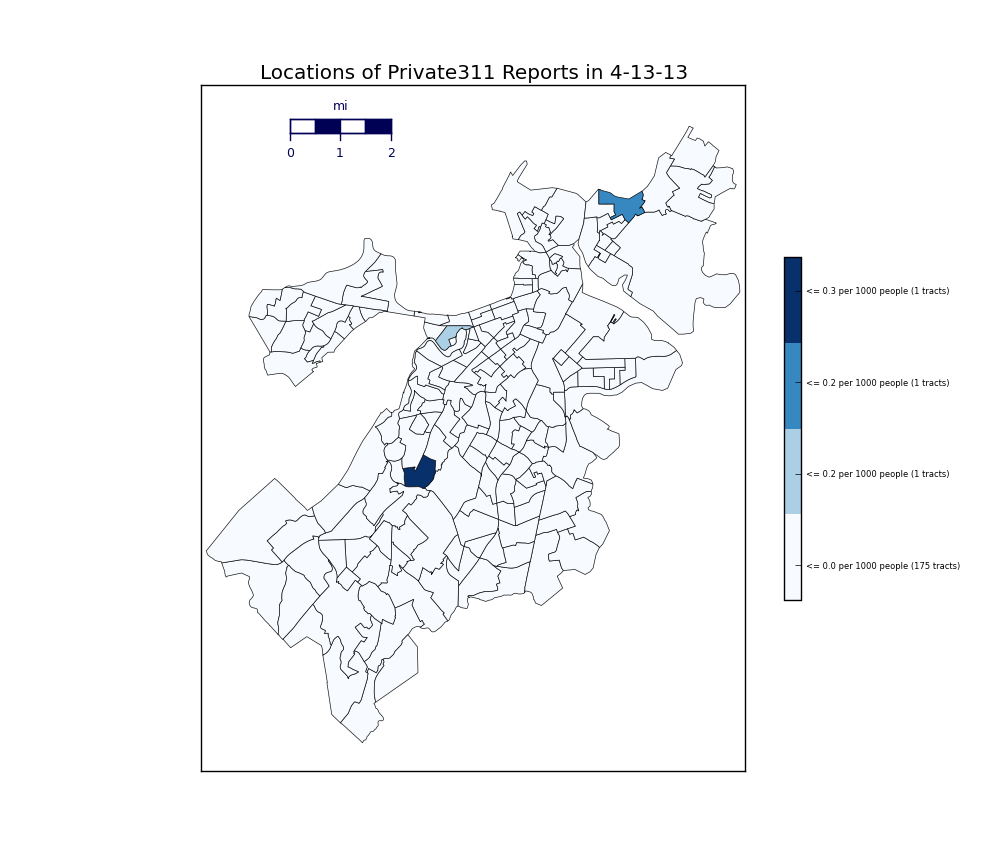 Locations of Private311 Reports in 4-13-13
mi
0 1 2
<= 0.3 per 1000 people (1 tracts)
<= 0.2 per 1000 people (1 tracts)
<= 0.2 per 1000 people (1 tracts)
<= 0.0 per 1000 people (175 tracts)